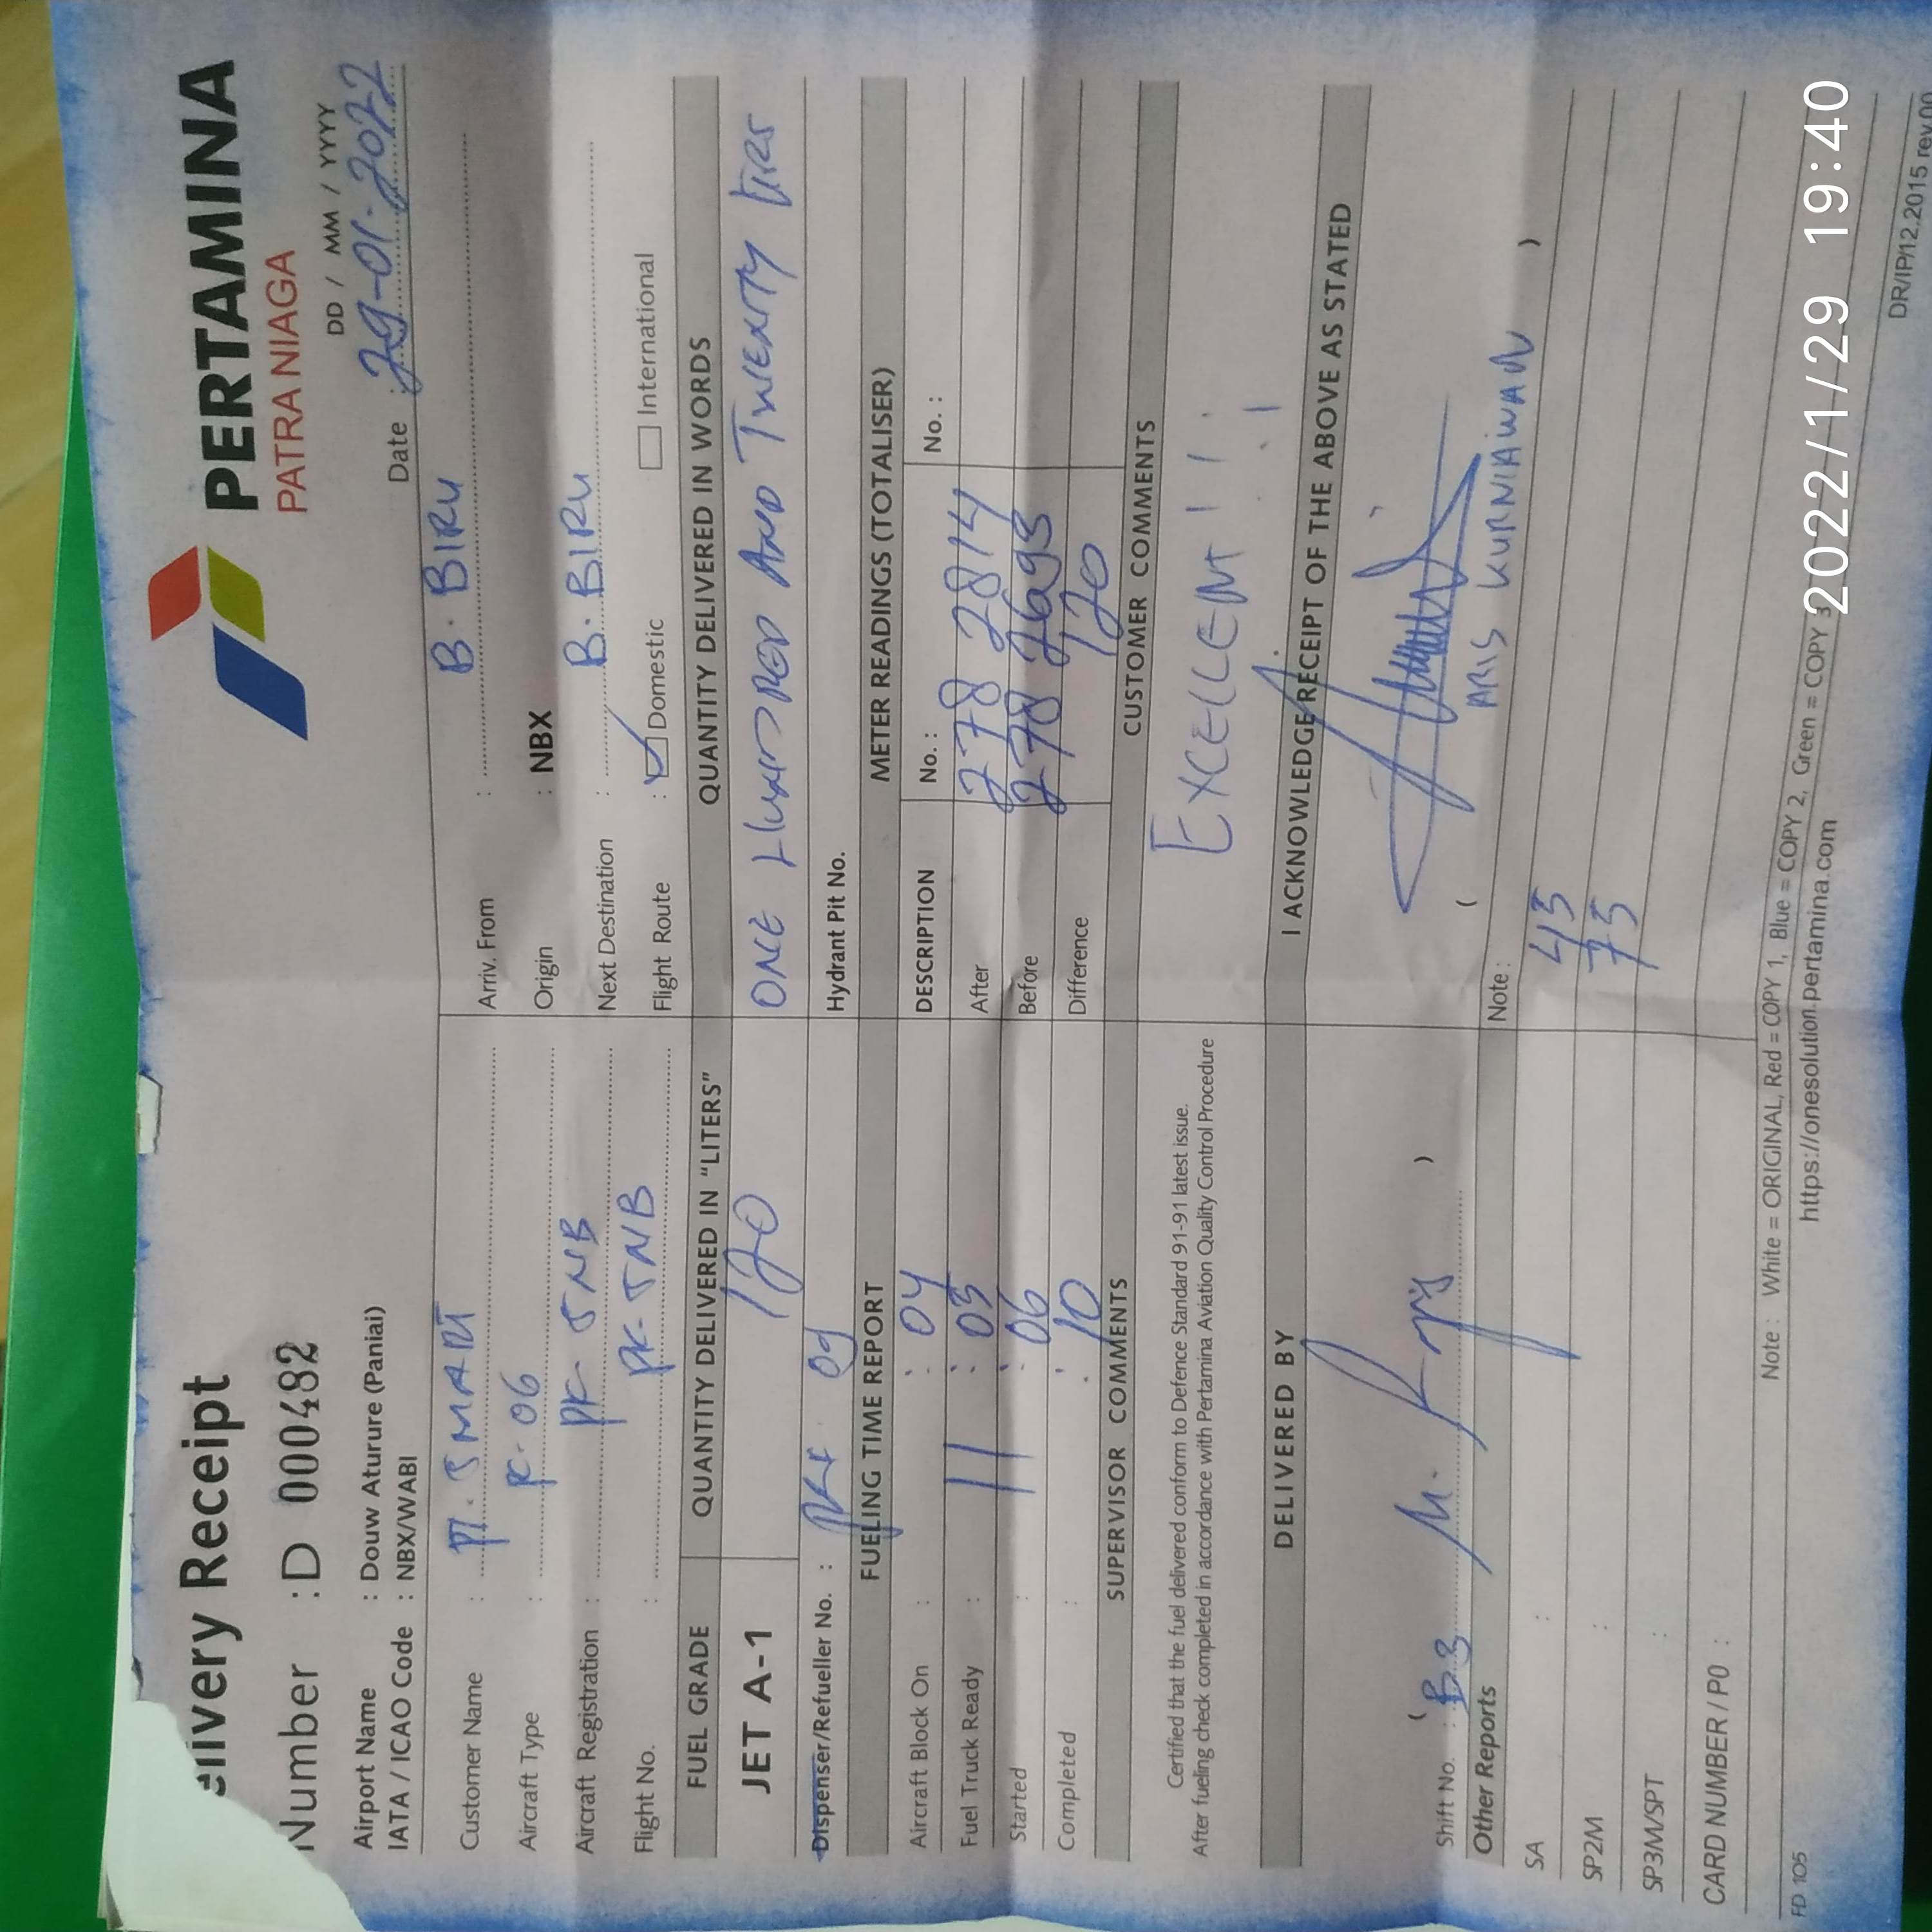 PERTAMINA
PATRA NIAGA
elivery Receipt
Number : D 000482
DD / MM / YYYY
Date : 29-01-2022
Airport Name : Douw Aturure (Paniai)
IATA / ICAO Code : NBX/WABI
Customer Name : PT. SMART
Arriv. From : B. BIRU
Aircraft Type : K-06
Origin : NBX
Aircraft Registration : PK-SNB
Next Destination : B. BIRU
Flight No. : PK-SNB
Flight Route : Domestic International
FUEL GRADE QUANTITY DELIVERED IN "LITERS" QUANTITY DELIVERED IN WORDS
JET A-1 120 ONE HUNDRED AND TWENTY
Dispenser/Refueller No. : 09
Hydrant Pit No.
FUELING TIME REPORT METER READINGS (TOTALISER)
Aircraft Block On : : 04
DESCRIPTION No. : No. :
Fuel Truck Ready : 11 : 05
After 278 2814
Started : 11 : 06
Before 278 2695
Completed : : 10
Difference 120
SUPERVISOR COMMENTS CUSTOMER COMMENTS
Certified that the fuel delivered conform to Defence Standard 91-91 latest issue.
After fueling check completed in accordance with Pertamina Aviation Quality Control Procedure
EXCELLENT ! !
DELIVERED BY I ACKNOWLEDGE RECEIPT OF THE ABOVE AS STATED
( )
( ARIS KURNIAWAN )
Shift No. :
Other Reports Note :
SA : 45
SP2M : 75
SP3M/SPT :
CARD NUMBER / PO :
Note : White = ORIGINAL, Red = COPY 1, Blue = COPY 2, Green = COPY 3
FD 105 https://onesolution.pertamina.com
DR/IP/12.2015 rev.00
2022/1/29 19:40